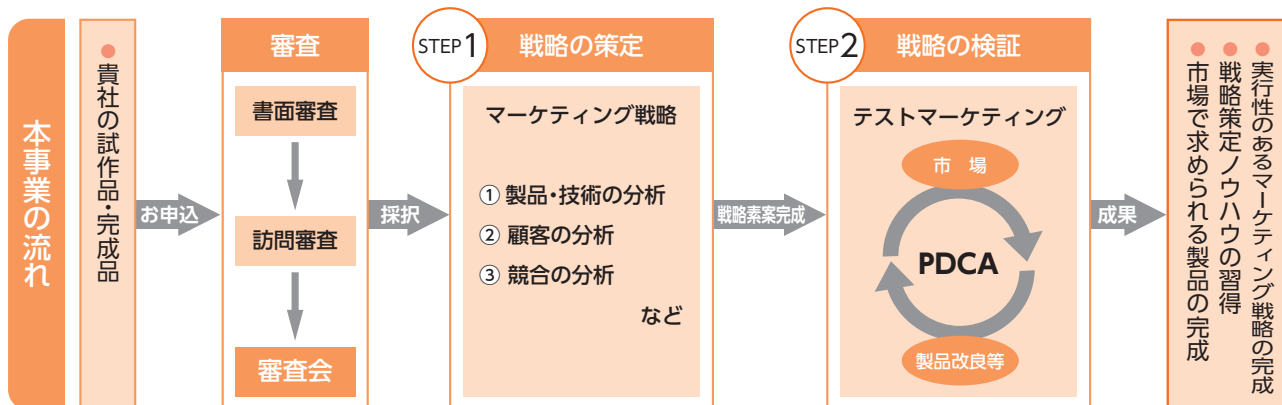 本事業の流れ
● 貴社の試作品・完成品
お申込
審査
書面審査
訪問審査
審査会
採択
STEP1
戦略の策定
マーケティング戦略
① 製品・技術の分析
② 顧客の分析
③ 競合の分析
など
戦略素案完成
STEP2
戦略の検証
テストマーケティング
市 場
PDCA
製品改良等
成果
● 実行性のあるマーケティング戦略の完成
● 戦略策定ノウハウの習得
● 市場で求められる製品の完成